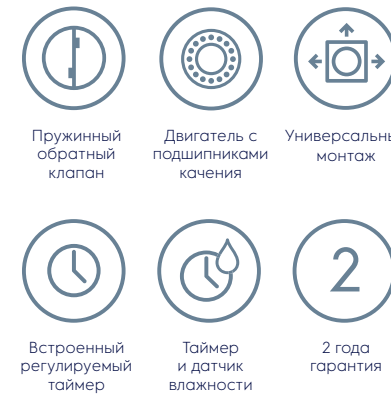 Пружинный
обратный
клапан
Двигатель с
подшипниками
качения
монтаж
2
Встроенный
регулируемый
таймер
Таймер
и датчик
влажности
2 года
гарантия